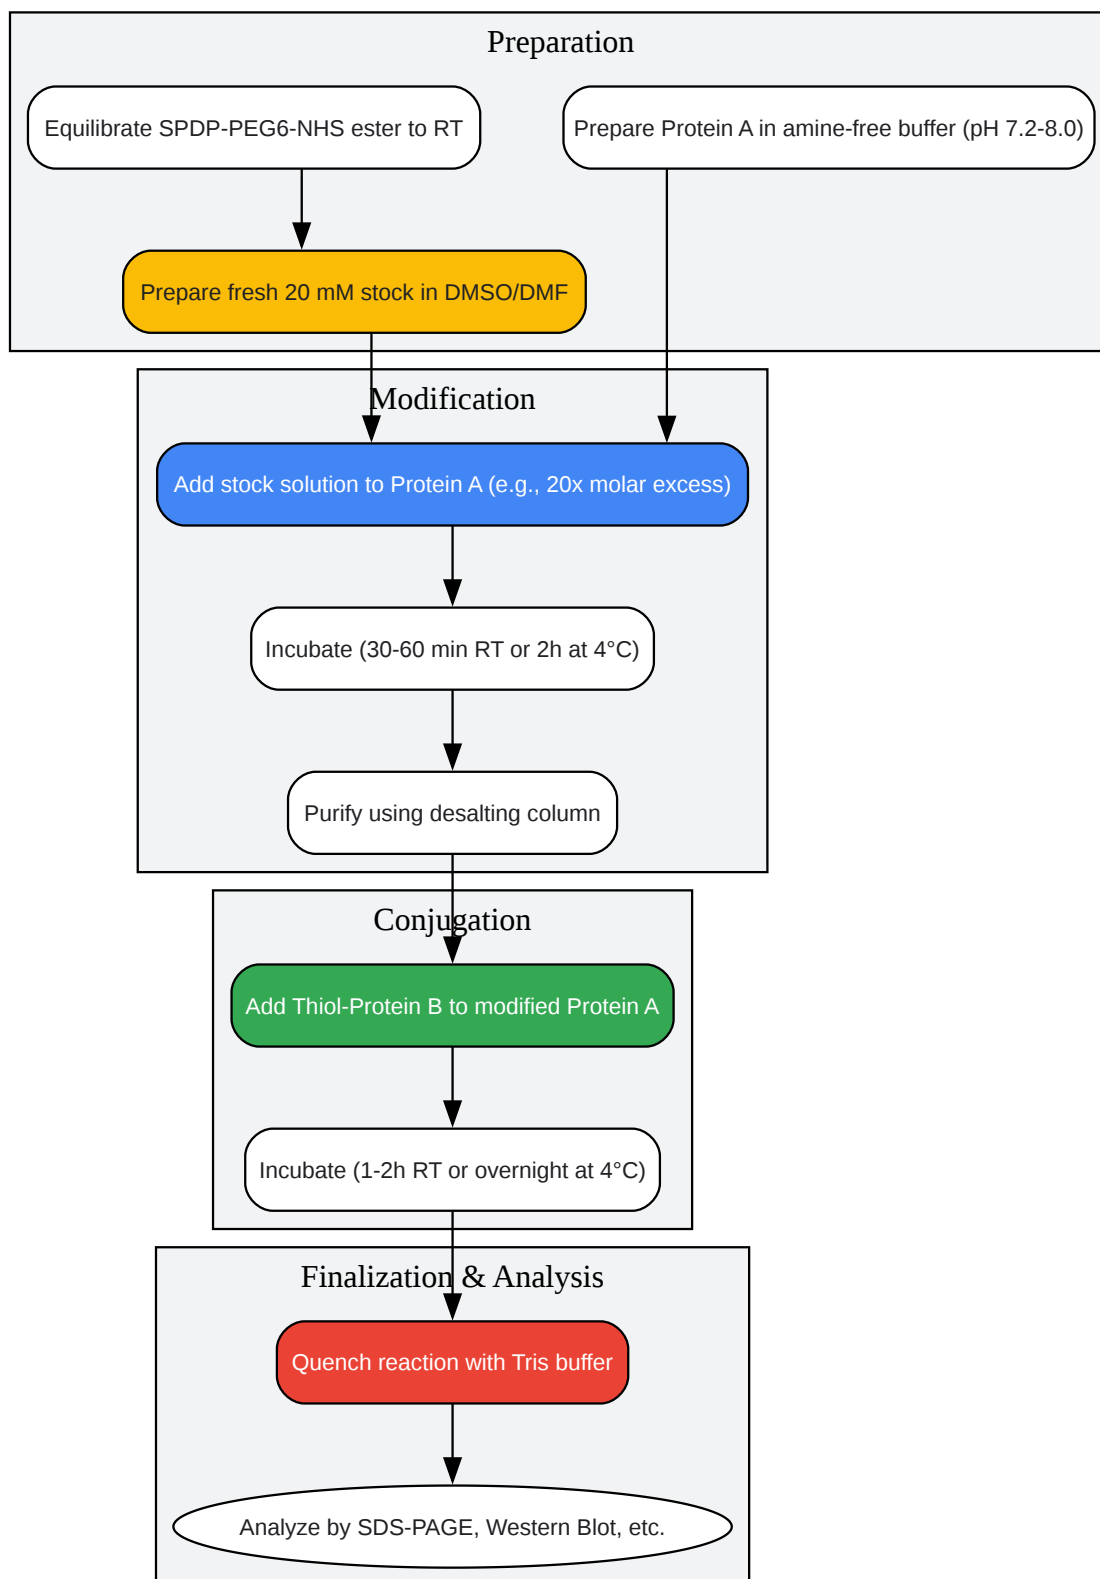 Preparation
Equilibrate SPDP-PEG6-NHS ester to RT
Prepare Protein A in amine-free buffer (pH 7.2-8.0)
Prepare fresh 20 mM stock in DMSO/DMF
Modification
Add stock solution to Protein A (e.g., 20x molar excess)
Incubate (30-60 min RT or 2h at 4°C)
Purify using desalting column
Conjugation
Add Thiol-Protein B to modified Protein A
Incubate (1-2h RT or overnight at 4°C)
Finalization & Analysis
Quench reaction with Tris buffer
Analyze by SDS-PAGE, Western Blot, etc.